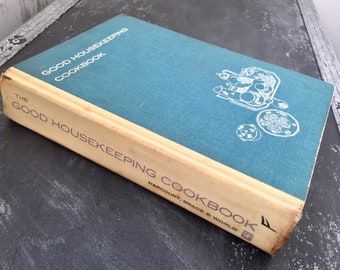 GOOD HOUSEKEEPING
COOKBOOK
THE
GOOD HOUSEKEEPING COOKBOOK
HARCOURT, BRACE & WORLD